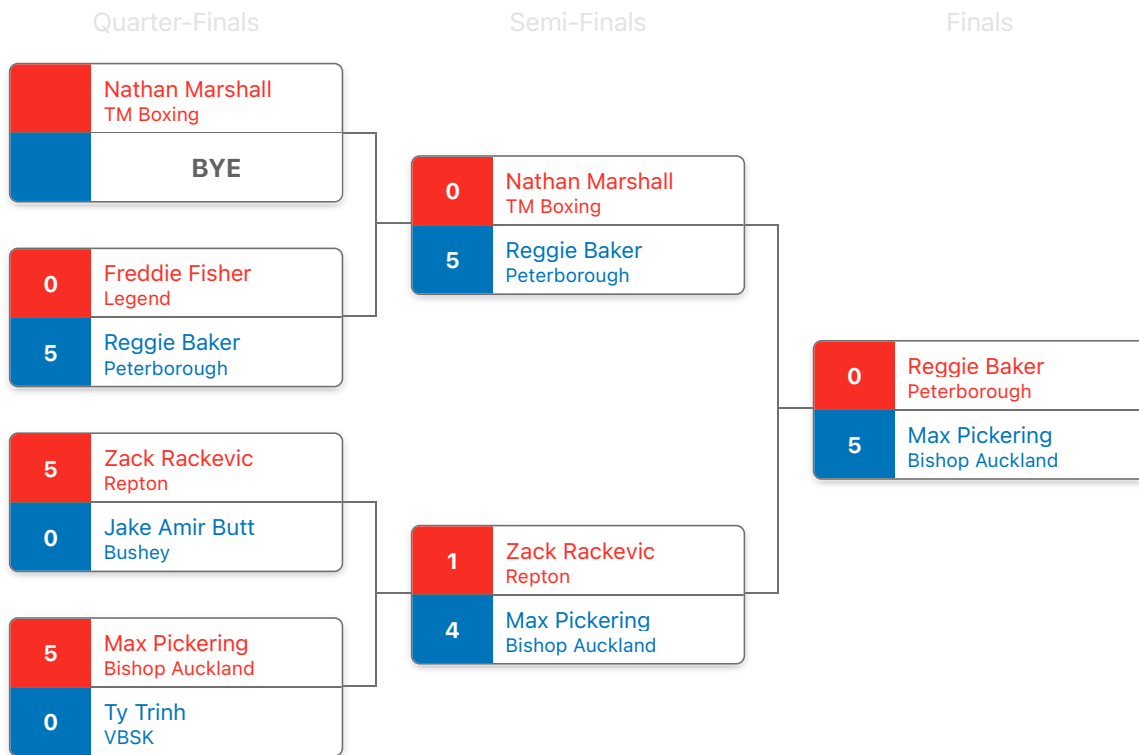 Quarter-Finals
Semi-Finals
Finals
Nathan Marshall
TM Boxing
BYE
0
Freddie Fisher
Legend
5
Reggie Baker
Peterborough
5
Zack Rackevic
Repton
0
Jake Amir Butt
Bushey
5
Max Pickering
Bishop Auckland
0
Ty Trinh
VBSK
0
Nathan Marshall
TM Boxing
5
Reggie Baker
Peterborough
1
Zack Rackevic
Repton
4
Max Pickering
Bishop Auckland
0
Reggie Baker
Peterborough
5
Max Pickering
Bishop Auckland